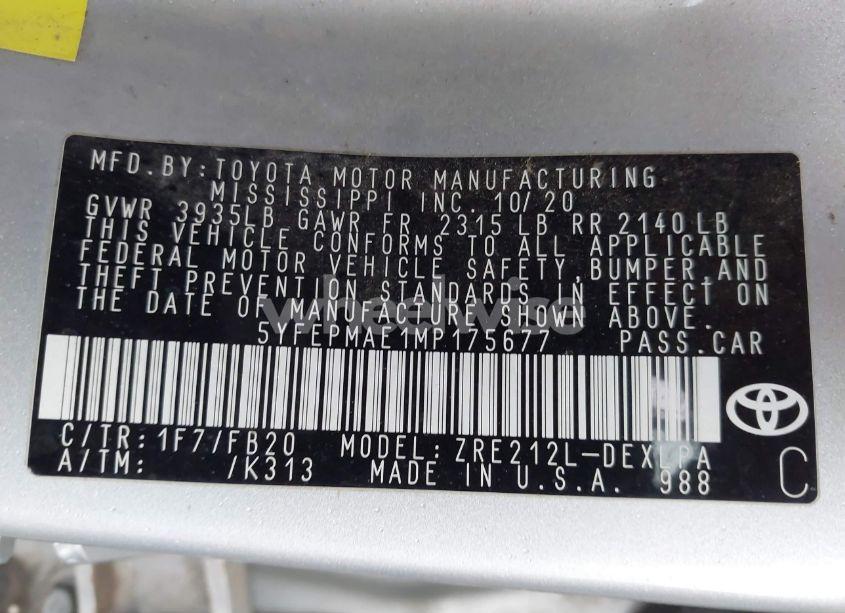 MFD.BY:TOYOTA MOTOR MANUFACTURING
MISSISSIPPI INC. 10/20
GVWR 3935LB GAWR FR 2315 LB RR 2140 LB
THIS VEHICLE CONFORMS TO ALL APPLICABLE
FEDERAL MOTOR VEHICLE SAFETY,BUMPER,AND
THEFT PREVENTION STANDARDS IN EFFECT ON
THE DATE OF MANUFACTURE SHOWN ABOVE.
wheelwise
5YFEPMAE1MP175677 PASS.CAR
C/TR:1F7/FB20 MODEL:ZRE212L-DEXLPA
A/TM: /K313 MADE IN U.S.A. 988 C